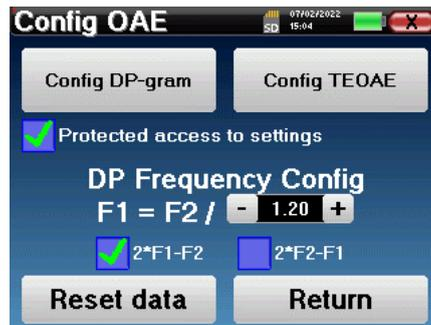 Config OAE
SD
07/02/2022
15:04
X
Config DP-gram
Config TEOAE
Protected access to settings
DP Frequency Config
F1 = F2 / - 1.20 +
2*F1-F2
2*F2-F1
Reset data
Return